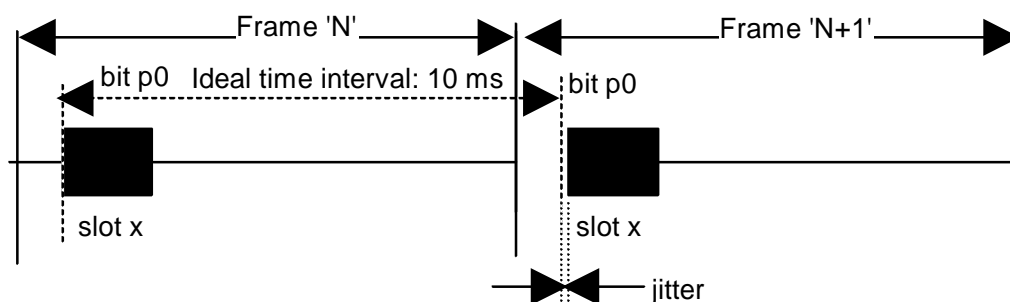 Frame 'N'
Frame 'N+1'
bit p0
Ideal time interval: 10 ms
bit p0
slot x
slot x
jitter